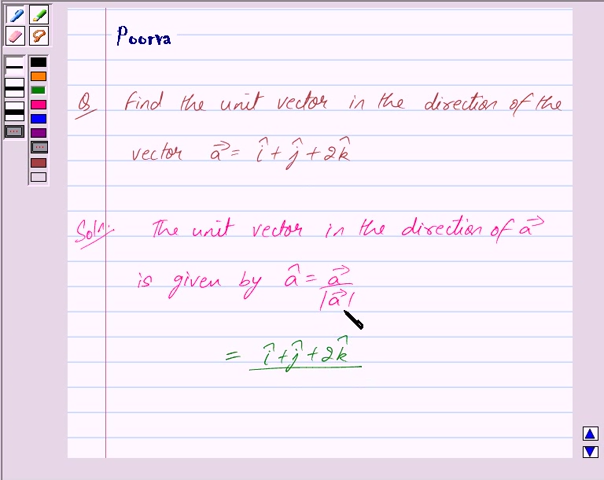 Poorva
Q Find the unit vector in the direction of the
vector a⃗ = î + ĵ + 2k̂
Soln: The unit vector in the direction of a⃗
is given by â = a⃗ / |a⃗|
= î + ĵ + 2k̂